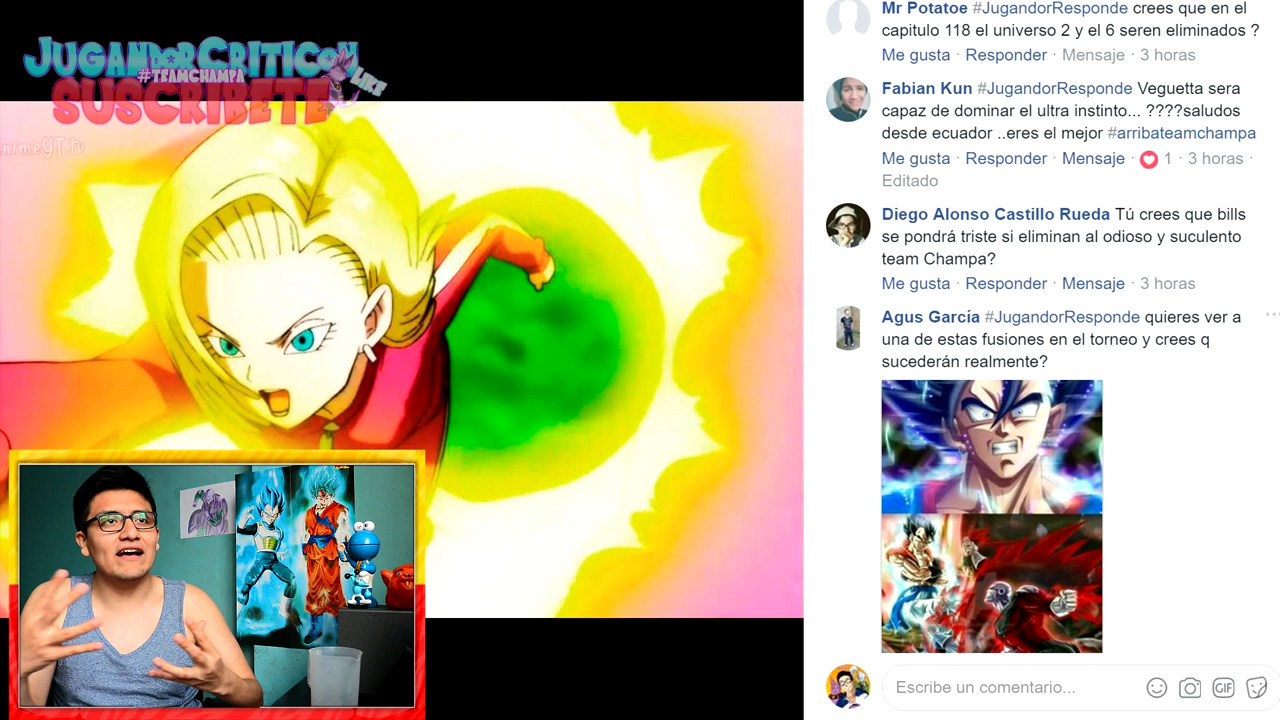 JUGANDORCRITICON
#TEAMCHAMPA
LIKE
SUSCRIBETE
nimeYT.tv
Mr Potatoe #JugandorResponde crees que en el
capitulo 118 el universo 2 y el 6 seren eliminados ?
Me gusta · Responder · Mensaje · 3 horas
Fabian Kun #JugandorResponde Veguetta sera
capaz de dominar el ultra instinto... ????saludos
desde ecuador ..eres el mejor #arribateamchampa
Me gusta · Responder · Mensaje · 1 · 3 horas ·
Editado
Diego Alonso Castillo Rueda Tú crees que bills
se pondrá triste si eliminan al odioso y suculento
team Champa?
Me gusta · Responder · Mensaje · 3 horas
Agus García #JugandorResponde quieres ver a
una de estas fusiones en el torneo y crees q
sucederán realmente?
Escribe un comentario...
GIF